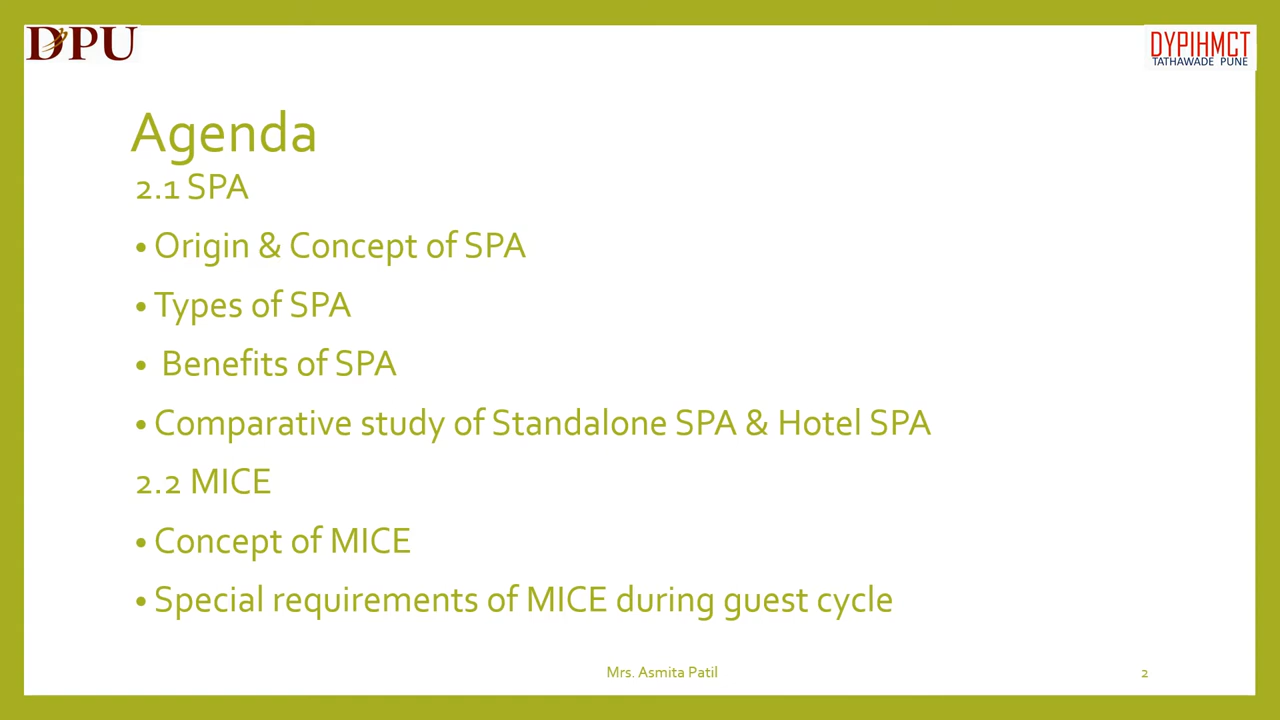 DPU
DYPIHMCT
TATHAWADE PUNE
Agenda
2.1 SPA
• Origin & Concept of SPA
• Types of SPA
• Benefits of SPA
• Comparative study of Standalone SPA & Hotel SPA
2.2 MICE
• Concept of MICE
• Special requirements of MICE during guest cycle
Mrs. Asmita Patil
2